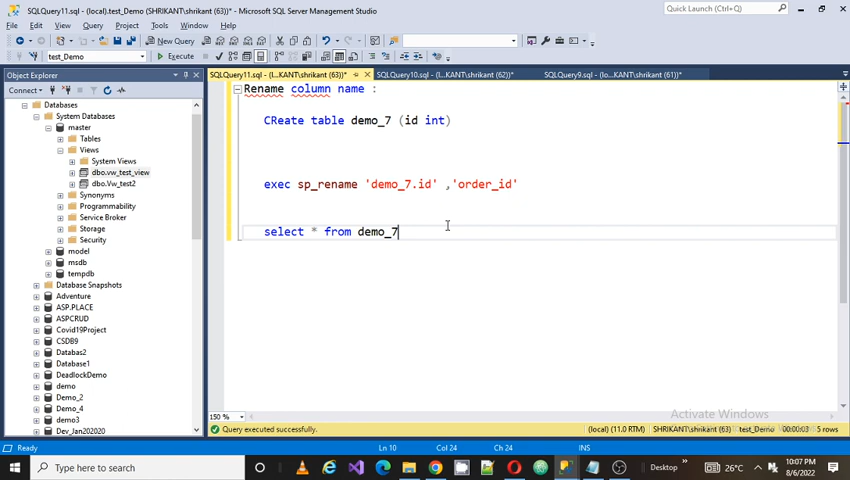 SQLQuery11.sql - (local).test_Demo (SHRIKANT\shrikant (63))* - Microsoft SQL Server Management Studio
Quick Launch (Ctrl+Q)
File Edit View Query Project Tools Window Help
New Query
test_Demo Execute
Object Explorer
Connect
Databases
System Databases
master
Tables
Views
System Views
dbo.vw_test_view
dbo.Vw_test2
Synonyms
Programmability
Service Broker
Storage
Security
model
msdb
tempdb
Database Snapshots
Adventure
ASP.PLACE
ASPCRUD
Covid19Project
CSDB9
Databas2
Database1
DeadlockDemo
demo
Demo_2
Demo_4
demo3
Dev_Jan202020
SQLQuery11.sql - (l...KANT\shrikant (63))* SQLQuery10.sql - (l...KANT\shrikant (62))* SQLQuery9.sql - (lo...KANT\shrikant (61))*
Rename column name :
CReate table demo_7 (id int)
exec sp_rename 'demo_7.id' ,'order_id'
select * from demo_7
150 %
Activate Windows
Query executed successfully. (local) (11.0 RTM) SHRIKANT\shrikant (63) test_Demo 00:00:03 5 rows
Ready Ln 10 Col 24 Ch 24 INS
Type here to search
Desktop
26°C
10:07 PM
8/6/2022